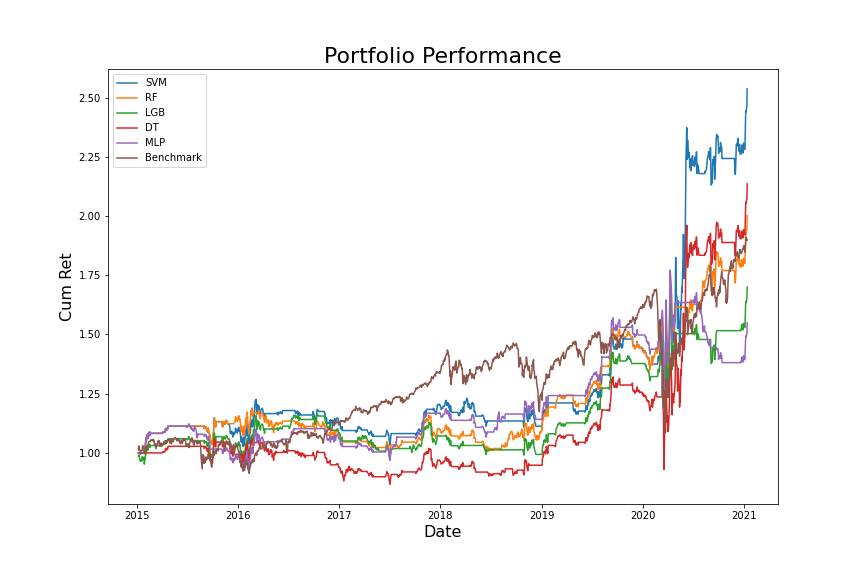 Portfolio Performance
SVM
RF
LGB
DT
MLP
Benchmark
2.50
2.25
2.00
1.75
1.50
1.25
1.00
Cum Ret
2015 2016 2017 2018 2019 2020 2021
Date